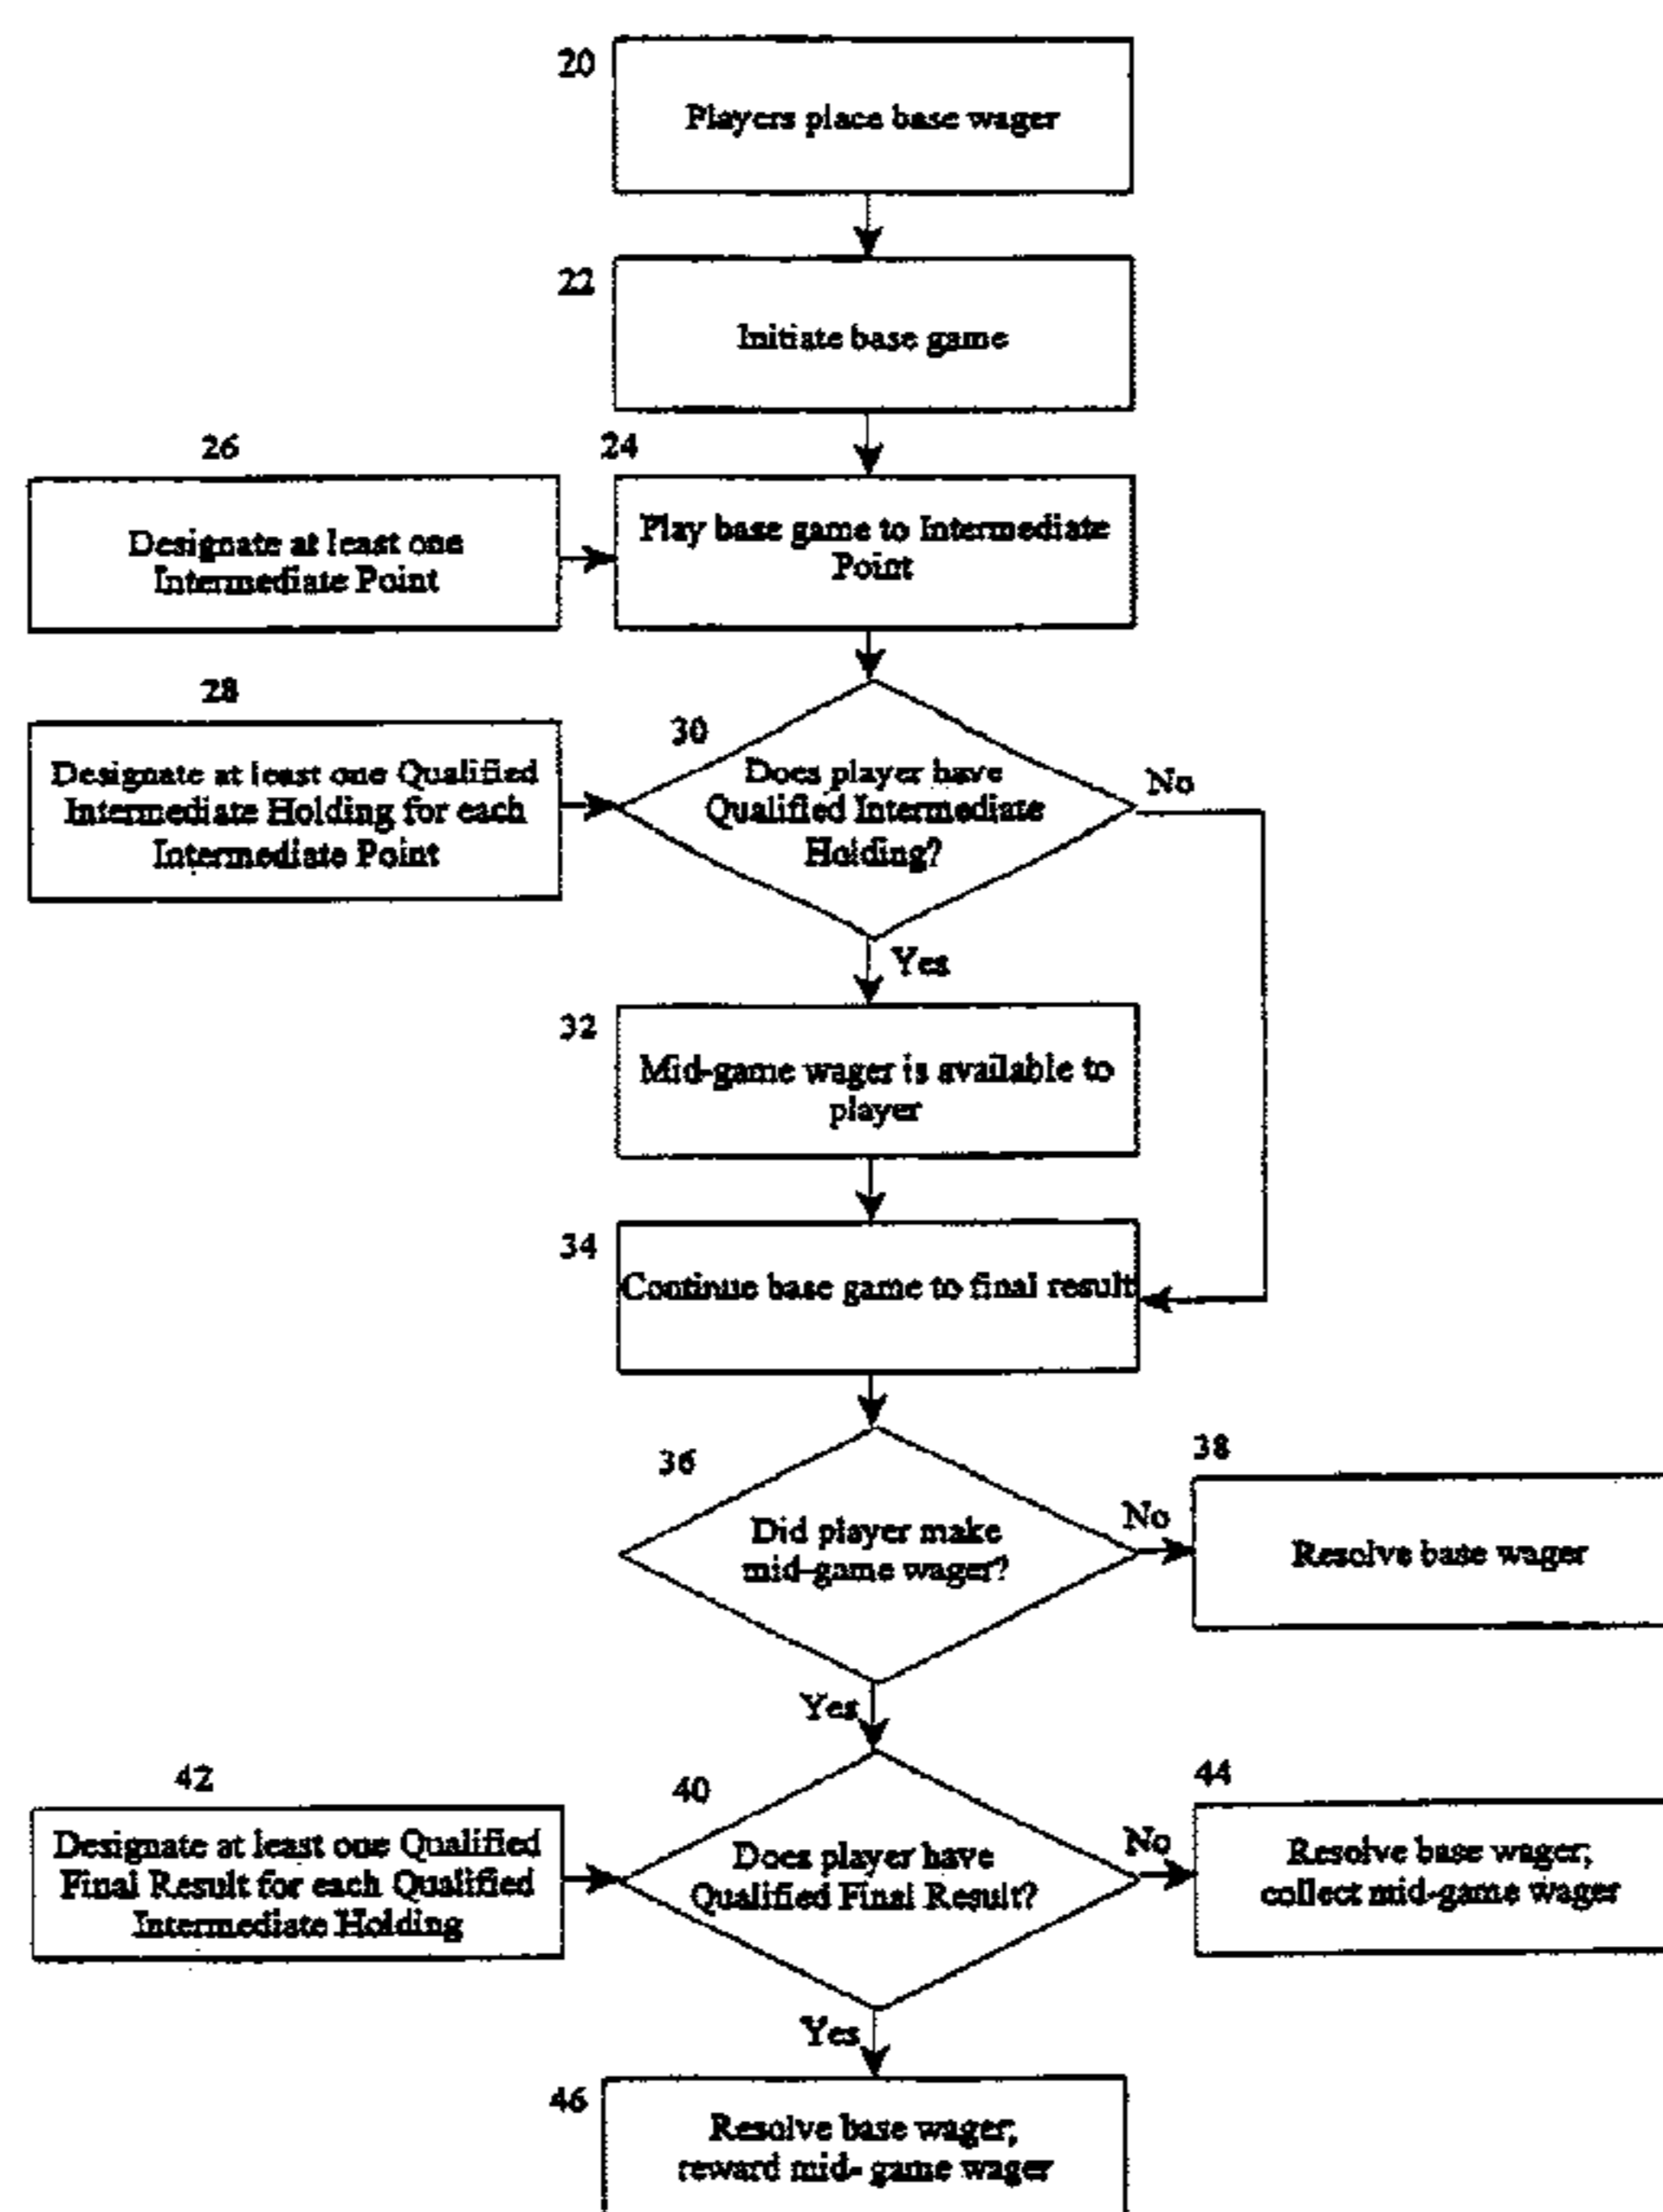 20
Players place base wager
22
Initiate base game
26
24
Designate at least one
Intermediate Point
Play base game to Intermediate
Point
28
30
Designate at least one Qualified
Intermediate Holding for each
Intermediate Point
Does player have
Qualified Intermediate
Holding?
No
Yes
32
Mid-game wager is available to
player
34
Continue base game to final result
36
Did player make
mid-game wager?
No
38
Resolve base wager
Yes
42
40
Designate at least one Qualified
Final Result for each Qualified
Intermediate Holding
Does player have
Qualified Final Result?
No
44
Resolve base wager,
collect mid-game wager
Yes
46
Resolve base wager,
reward mid- game wager